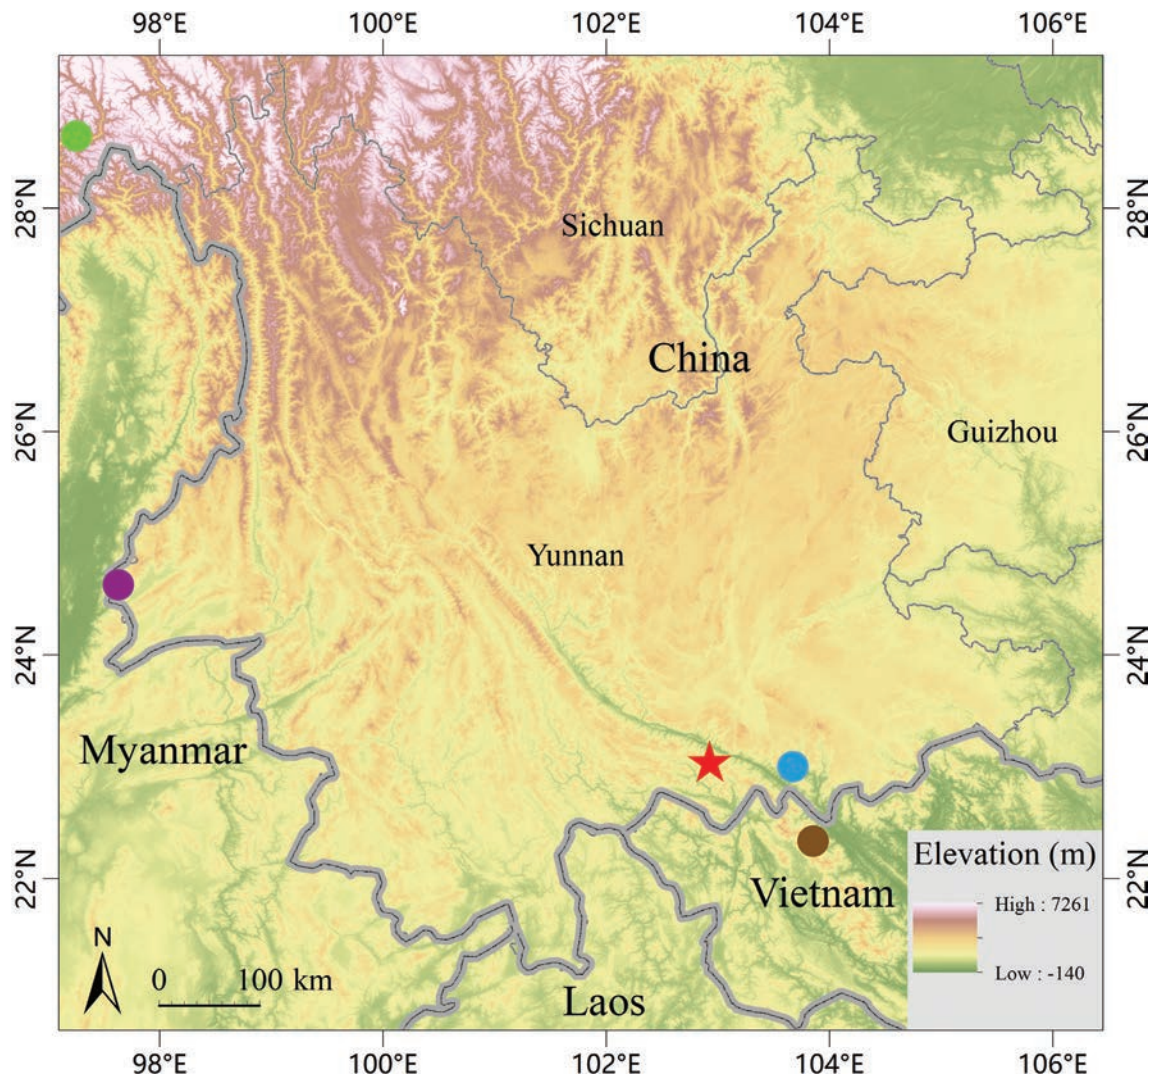 98°E 100°E 102°E 104°E 106°E
28°N 28°N
Sichuan
China
26°N 26°N
Guizhou
Yunnan
24°N 24°N
Myanmar
Elevation (m)
22°N 22°N
Vietnam
High : 7261
N
0 100 km
Low : -140
Laos
98°E 100°E 102°E 104°E 106°E